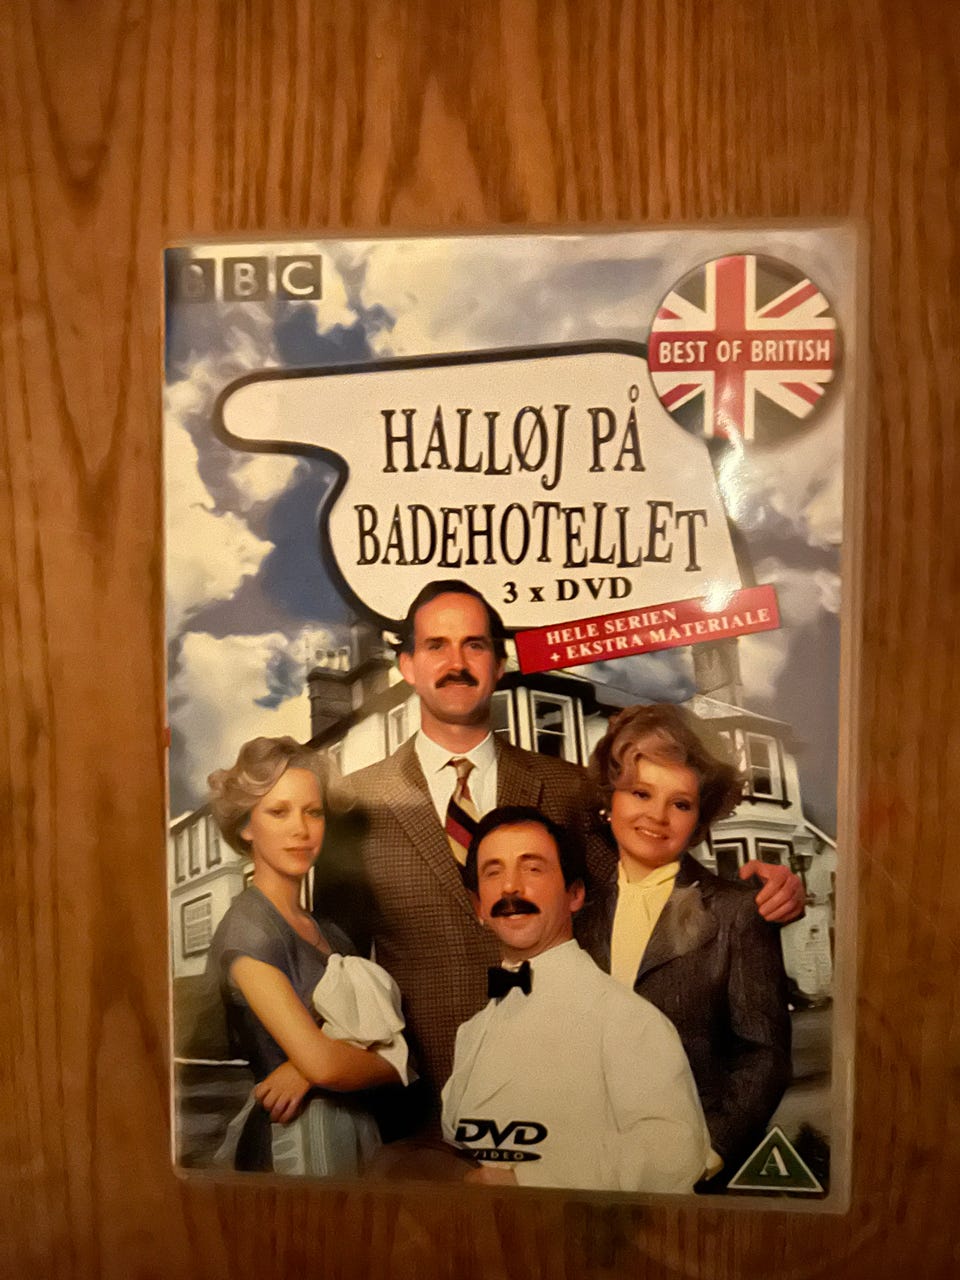 BBC
BEST OF BRITISH
HALLØJ PÅ
BADEHOTELLET
3 x DVD
HELE SERIEN
+ EKSTRA MATERIALE
DVD
VIDEO
A